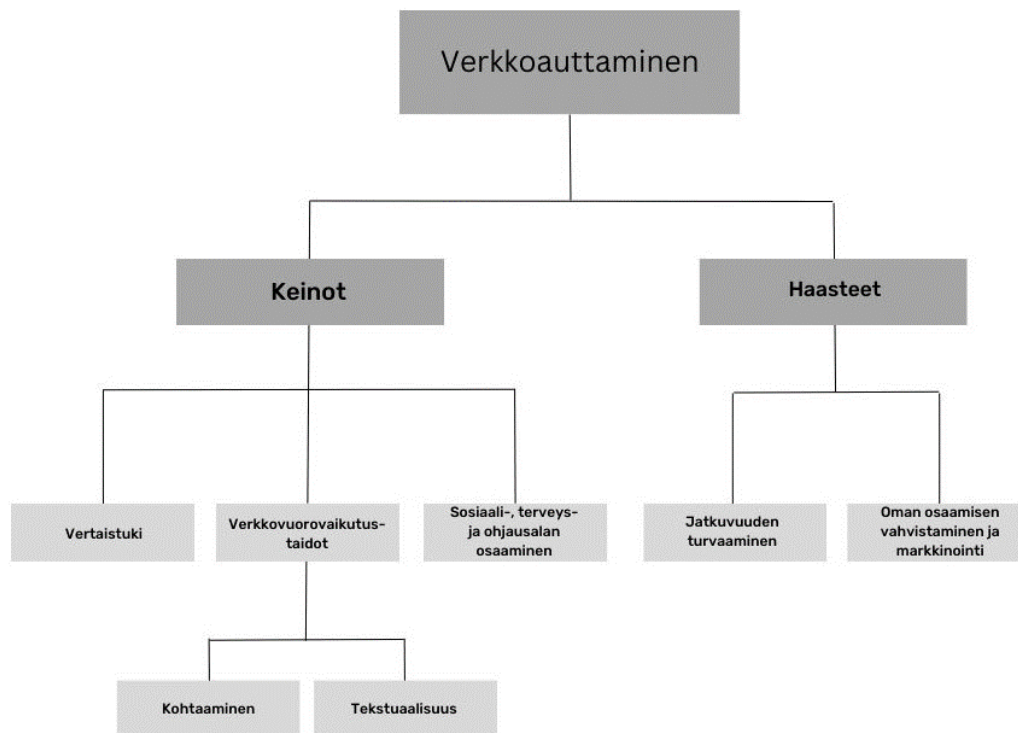 Verkkoauttaminen
Keinot
Haasteet
Vertaistuki
Verkkovuorovaikutus-
taidot
Sosiaali-, terveys-
ja ohjausalan
osaaminen
Jatkuvuuden
turvaaminen
Oman osaamisen
vahvistaminen ja
markkinointi
Kohtaaminen
Tekstuaalisuus